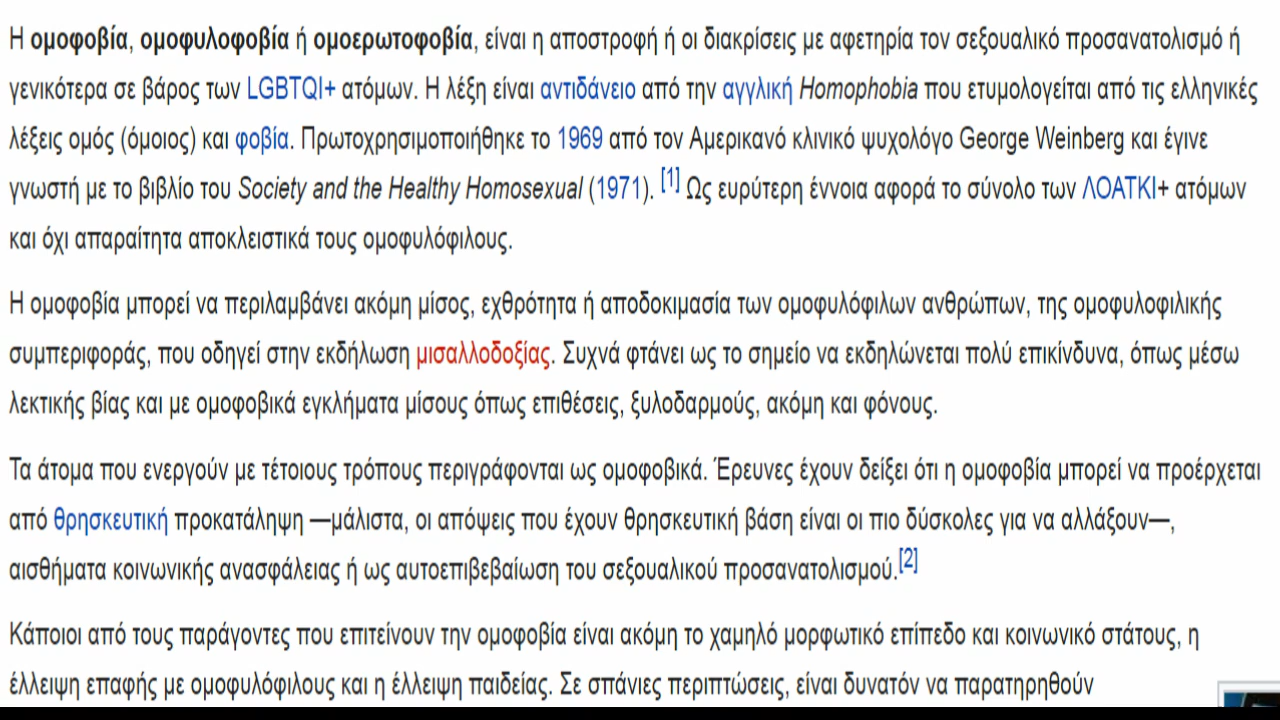 Η ομοφοβία, ομοφυλοφοβία ή ομοερωτοφοβία, είναι η αποστροφή ή οι διακρίσεις με αφετηρία τον σεξουαλικό προσανατολισμό ή
γενικότερα σε βάρος των LGBTQI+ ατόμων. Η λέξη είναι αντιδάνειο από την αγγλική Homophobia που ετυμολογείται από τις ελληνικές
λέξεις ομός (όμοιος) και φοβία. Πρωτοχρησιμοποιήθηκε το 1969 από τον Αμερικανό κλινικό ψυχολόγο George Weinberg και έγινε
γνωστή με το βιβλίο του Society and the Healthy Homosexual (1971). [1] Ως ευρύτερη έννοια αφορά το σύνολο των ΛΟΑΤΚΙ+ ατόμων
και όχι απαραίτητα αποκλειστικά τους ομοφυλόφιλους.
Η ομοφοβία μπορεί να περιλαμβάνει ακόμη μίσος, εχθρότητα ή αποδοκιμασία των ομοφυλόφιλων ανθρώπων, της ομοφυλοφιλικής
συμπεριφοράς, που οδηγεί στην εκδήλωση μισαλλοδοξίας. Συχνά φτάνει ως το σημείο να εκδηλώνεται πολύ επικίνδυνα, όπως μέσω
λεκτικής βίας και με ομοφοβικά εγκλήματα μίσους όπως επιθέσεις, ξυλοδαρμούς, ακόμη και φόνους.
Τα άτομα που ενεργούν με τέτοιους τρόπους περιγράφονται ως ομοφοβικά. Έρευνες έχουν δείξει ότι η ομοφοβία μπορεί να προέρχεται
από θρησκευτική προκατάληψη —μάλιστα, οι απόψεις που έχουν θρησκευτική βάση είναι οι πιο δύσκολες για να αλλάξουν—,
αισθήματα κοινωνικής ανασφάλειας ή ως αυτοεπιβεβαίωση του σεξουαλικού προσανατολισμού.[2]
Κάποιοι από τους παράγοντες που επιτείνουν την ομοφοβία είναι ακόμη το χαμηλό μορφωτικό επίπεδο και κοινωνικό στάτους, η
έλλειψη επαφής με ομοφυλόφιλους και η έλλειψη παιδείας. Σε σπάνιες περιπτώσεις, είναι δυνατόν να παρατηρηθούν